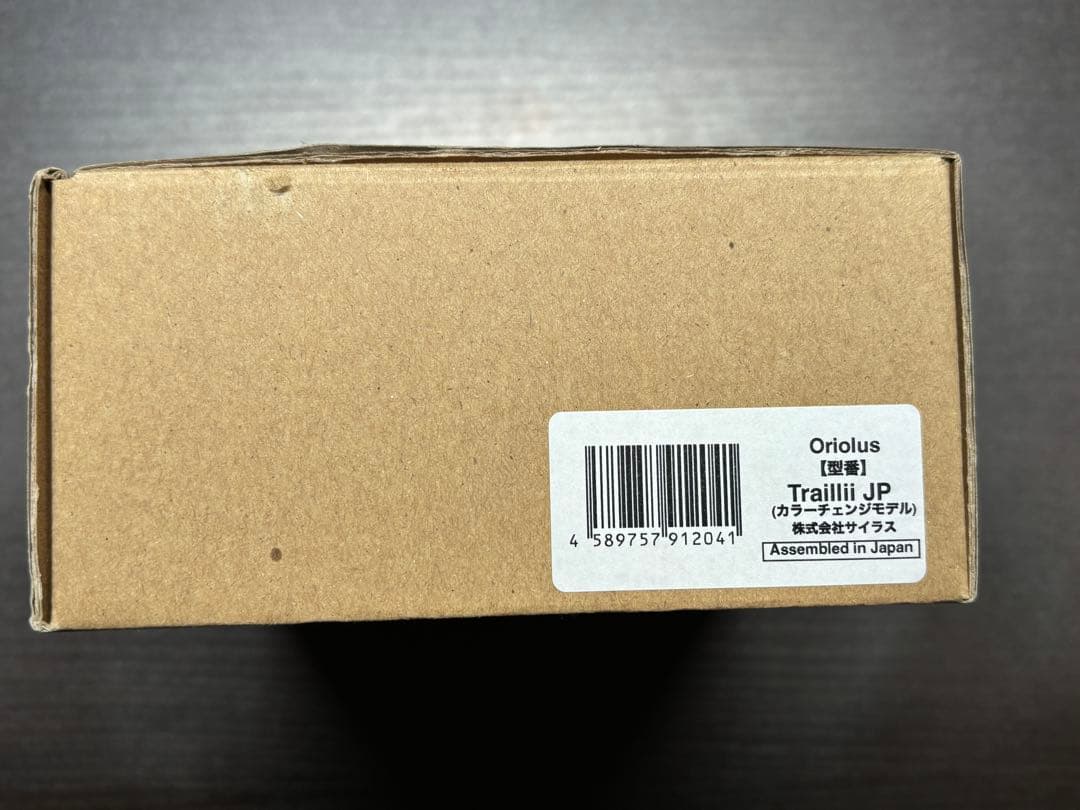 Oriolus
【型番】
Traillii JP
(カラーチェンジモデル)
株式会社サイラス
Assembled in Japan
4 589757 912041